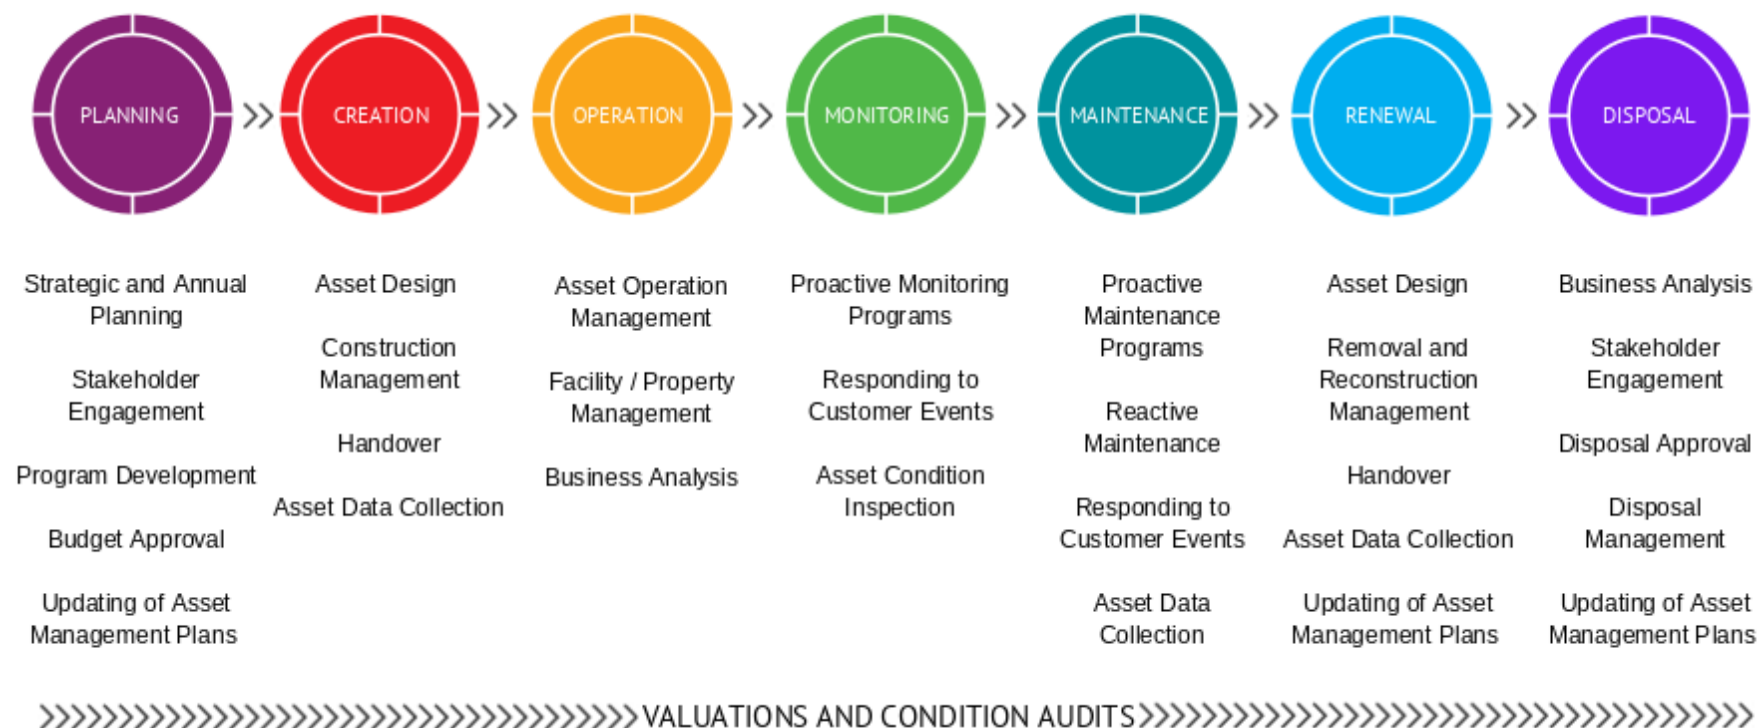 PLANNING
CREATION
OPERATION
MONITORING
MAINTENANCE
RENEWAL
DISPOSAL
Strategic and Annual
Planning
Stakeholder
Engagement
Program Development
Budget Approval
Updating of Asset
Management Plans
Asset Design
Construction
Management
Handover
Asset Data Collection
Asset Operation
Management
Facility / Property
Management
Business Analysis
Proactive Monitoring
Programs
Responding to
Customer Events
Asset Condition
Inspection
Proactive
Maintenance
Programs
Reactive
Maintenance
Responding to
Customer Events
Asset Data
Collection
Asset Design
Removal and
Reconstruction
Management
Handover
Asset Data Collection
Updating of Asset
Management Plans
Business Analysis
Stakeholder
Engagement
Disposal Approval
Disposal
Management
Updating of Asset
Management Plans
VALUATIONS AND CONDITION AUDITS